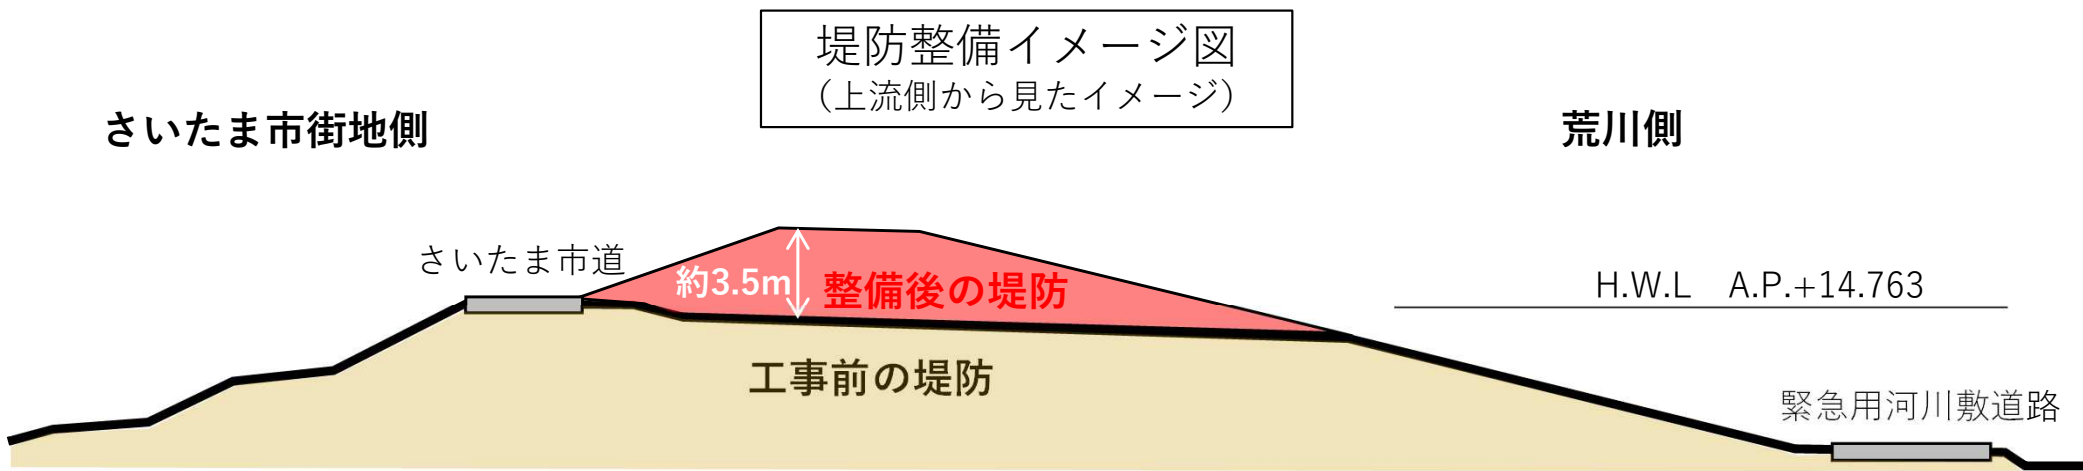 堤防整備イメージ図
（上流側から見たイメージ）
さいたま市街地側
荒川側
さいたま市道
約3.5m
整備後の堤防
H.W.L A.P.+14.763
工事前の堤防
緊急用河川敷道路